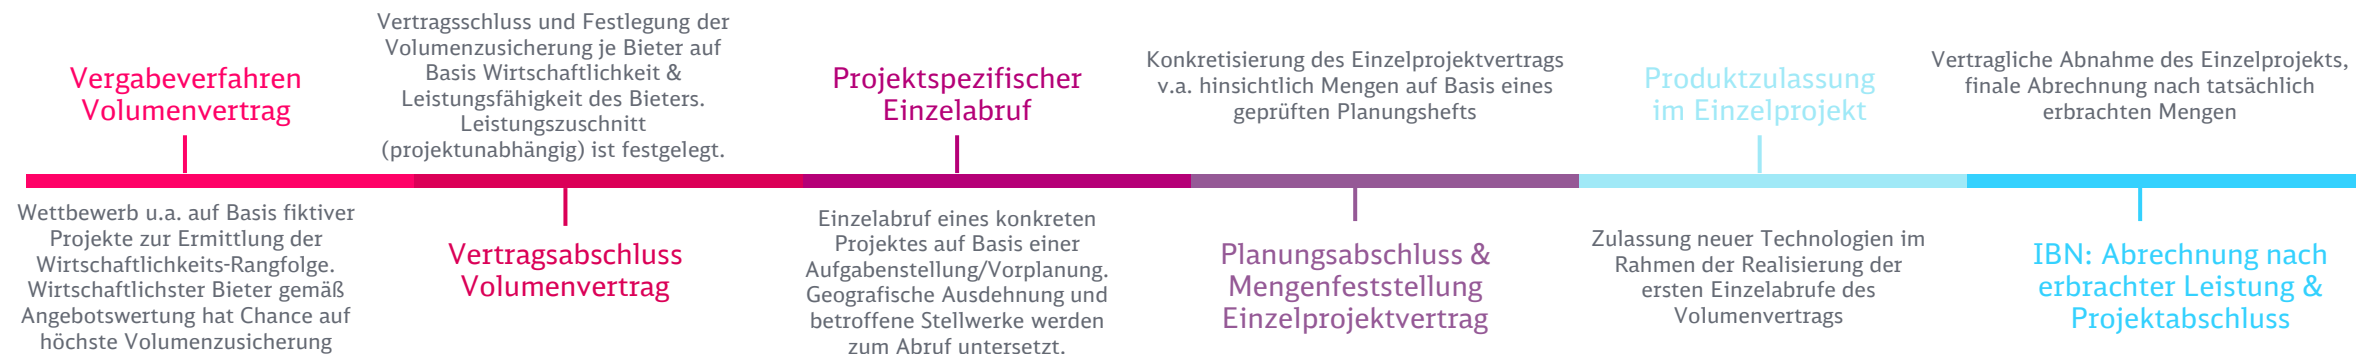 Vergabeverfahren
Volumenvertrag
Wettbewerb u.a. auf Basis fiktiver
Projekte zur Ermittlung der
Wirtschaftlichkeits-Rangfolge.
Wirtschaftlichster Bieter gemäß
Angebotswertung hat Chance auf
höchste Volumenzusicherung
Vertragsschluss und Festlegung der
Volumenzusicherung je Bieter auf
Basis Wirtschaftlichkeit &
Leistungsfähigkeit des Bieters.
Leistungszuschnitt
(projektunabhängig) ist festgelegt.
Vertragsabschluss
Volumenvertrag
Projektspezifischer
Einzelabruf
Einzelabruf eines konkreten
Projektes auf Basis einer
Aufgabenstellung/Vorplanung.
Geografische Ausdehnung und
betroffene Stellwerke werden
zum Abruf untersetzt.
Konkretisierung des Einzelprojektvertrags
v.a. hinsichtlich Mengen auf Basis eines
geprüften Planungshefts
Planungsabschluss &
Mengenfeststellung
Einzelprojektvertrag
Produktzulassung
im Einzelprojekt
Zulassung neuer Technologien im
Rahmen der Realisierung der
ersten Einzelabrufe des
Volumenvertrags
Vertragliche Abnahme des Einzelprojekts,
finale Abrechnung nach tatsächlich
erbrachten Mengen
IBN: Abrechnung nach
erbrachter Leistung &
Projektabschluss